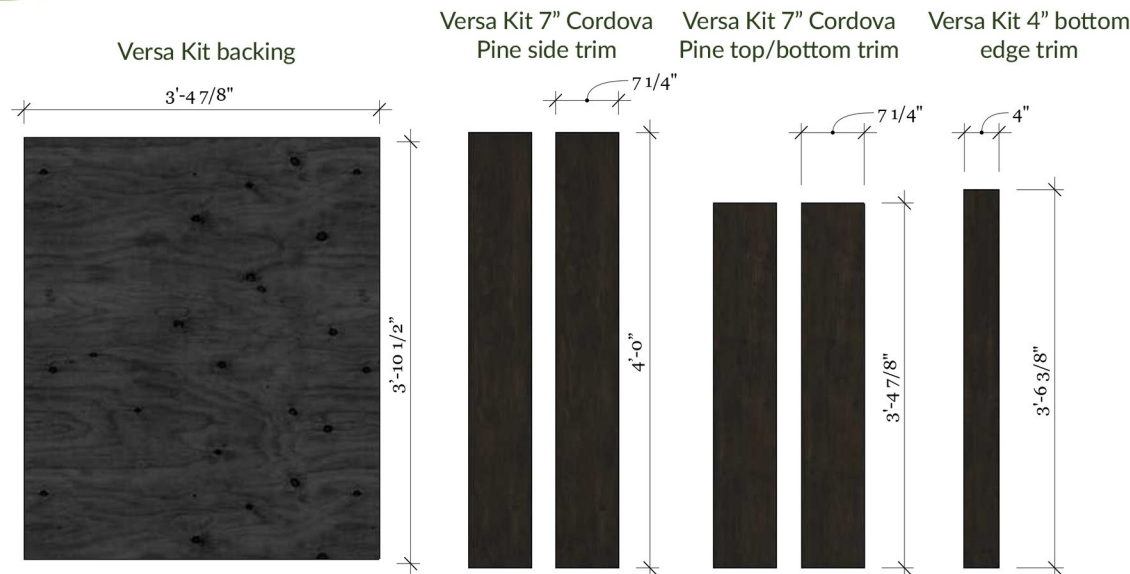 Versa Kit backing
3'-4 7/8"
3'-10 1/2”
Versa Kit 7” Cordova
Pine side trim
7 1/4"
4’-0”
Versa Kit 7” Cordova
Pine top/bottom trim
7 1/4"
3'-4 7/8"
Versa Kit 4” bottom
edge trim
4"
3'-6 3/8"